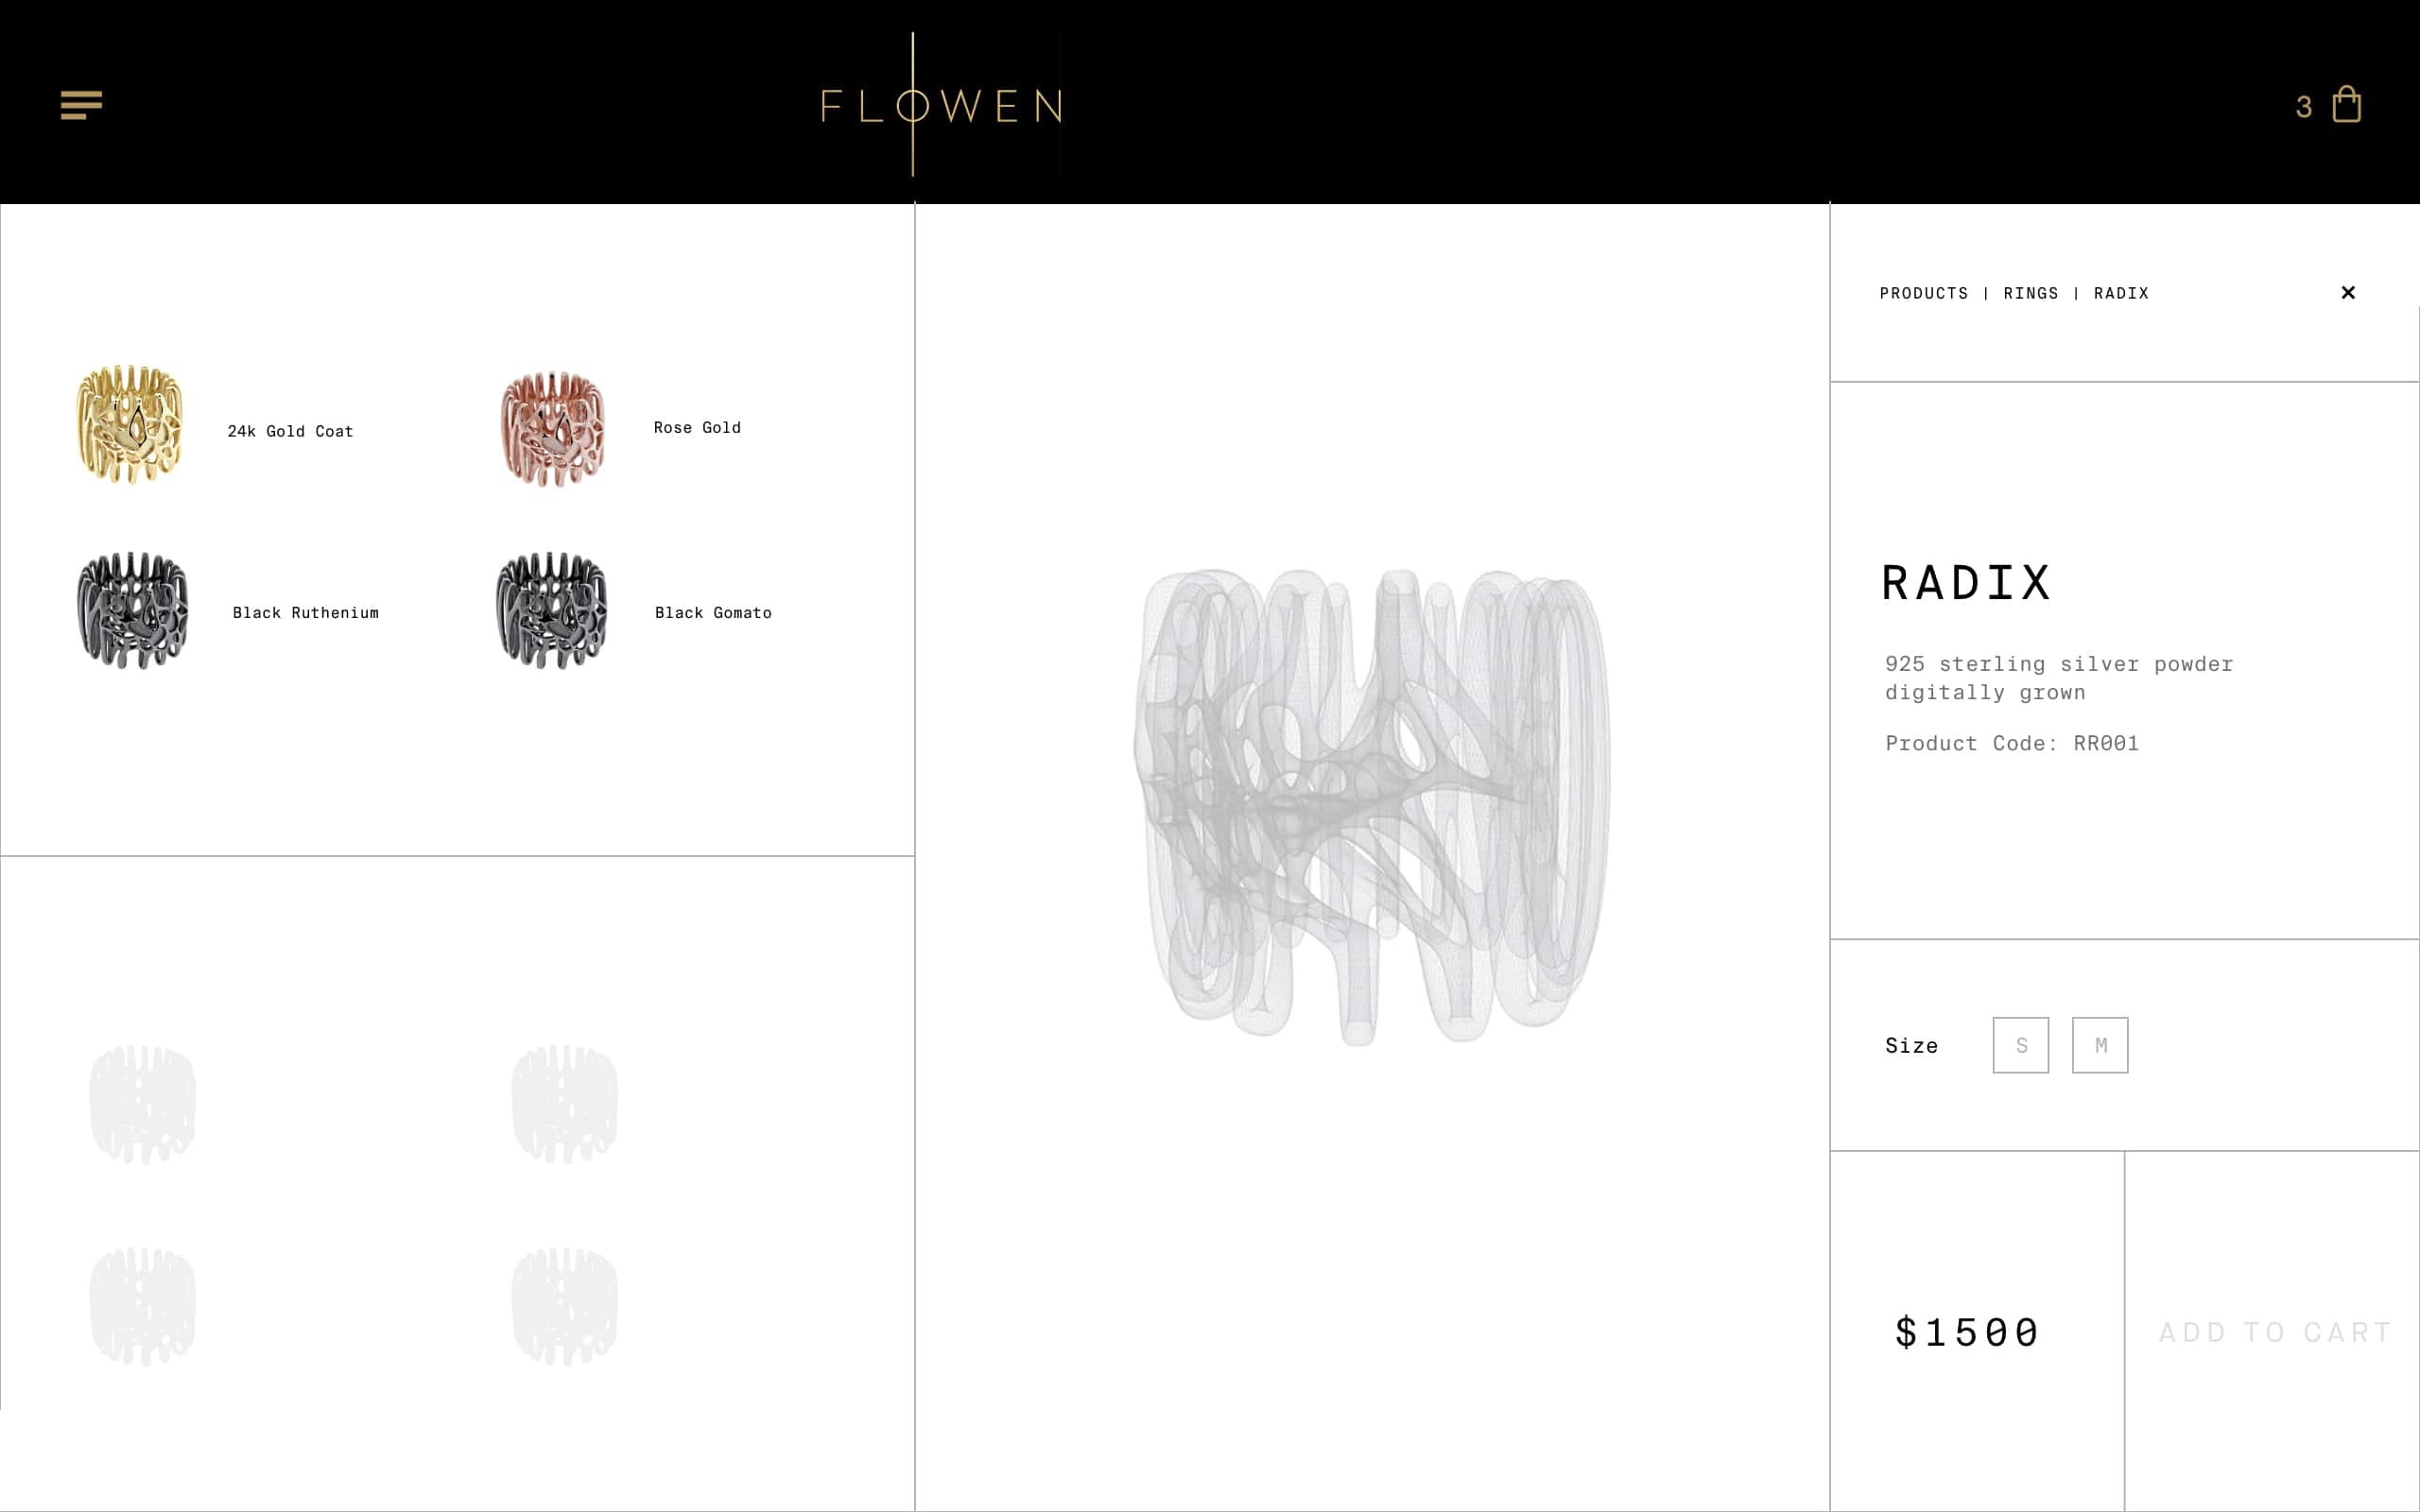 FLOWEN
3
24k Gold Coat
Rose Gold
Black Ruthenium
Black Gomato
PRODUCTS | RINGS | RADIX
×
RADIX
925 sterling silver powder
digitally grown
Product Code: RR001
Size
S
M
$1500
ADD TO CART